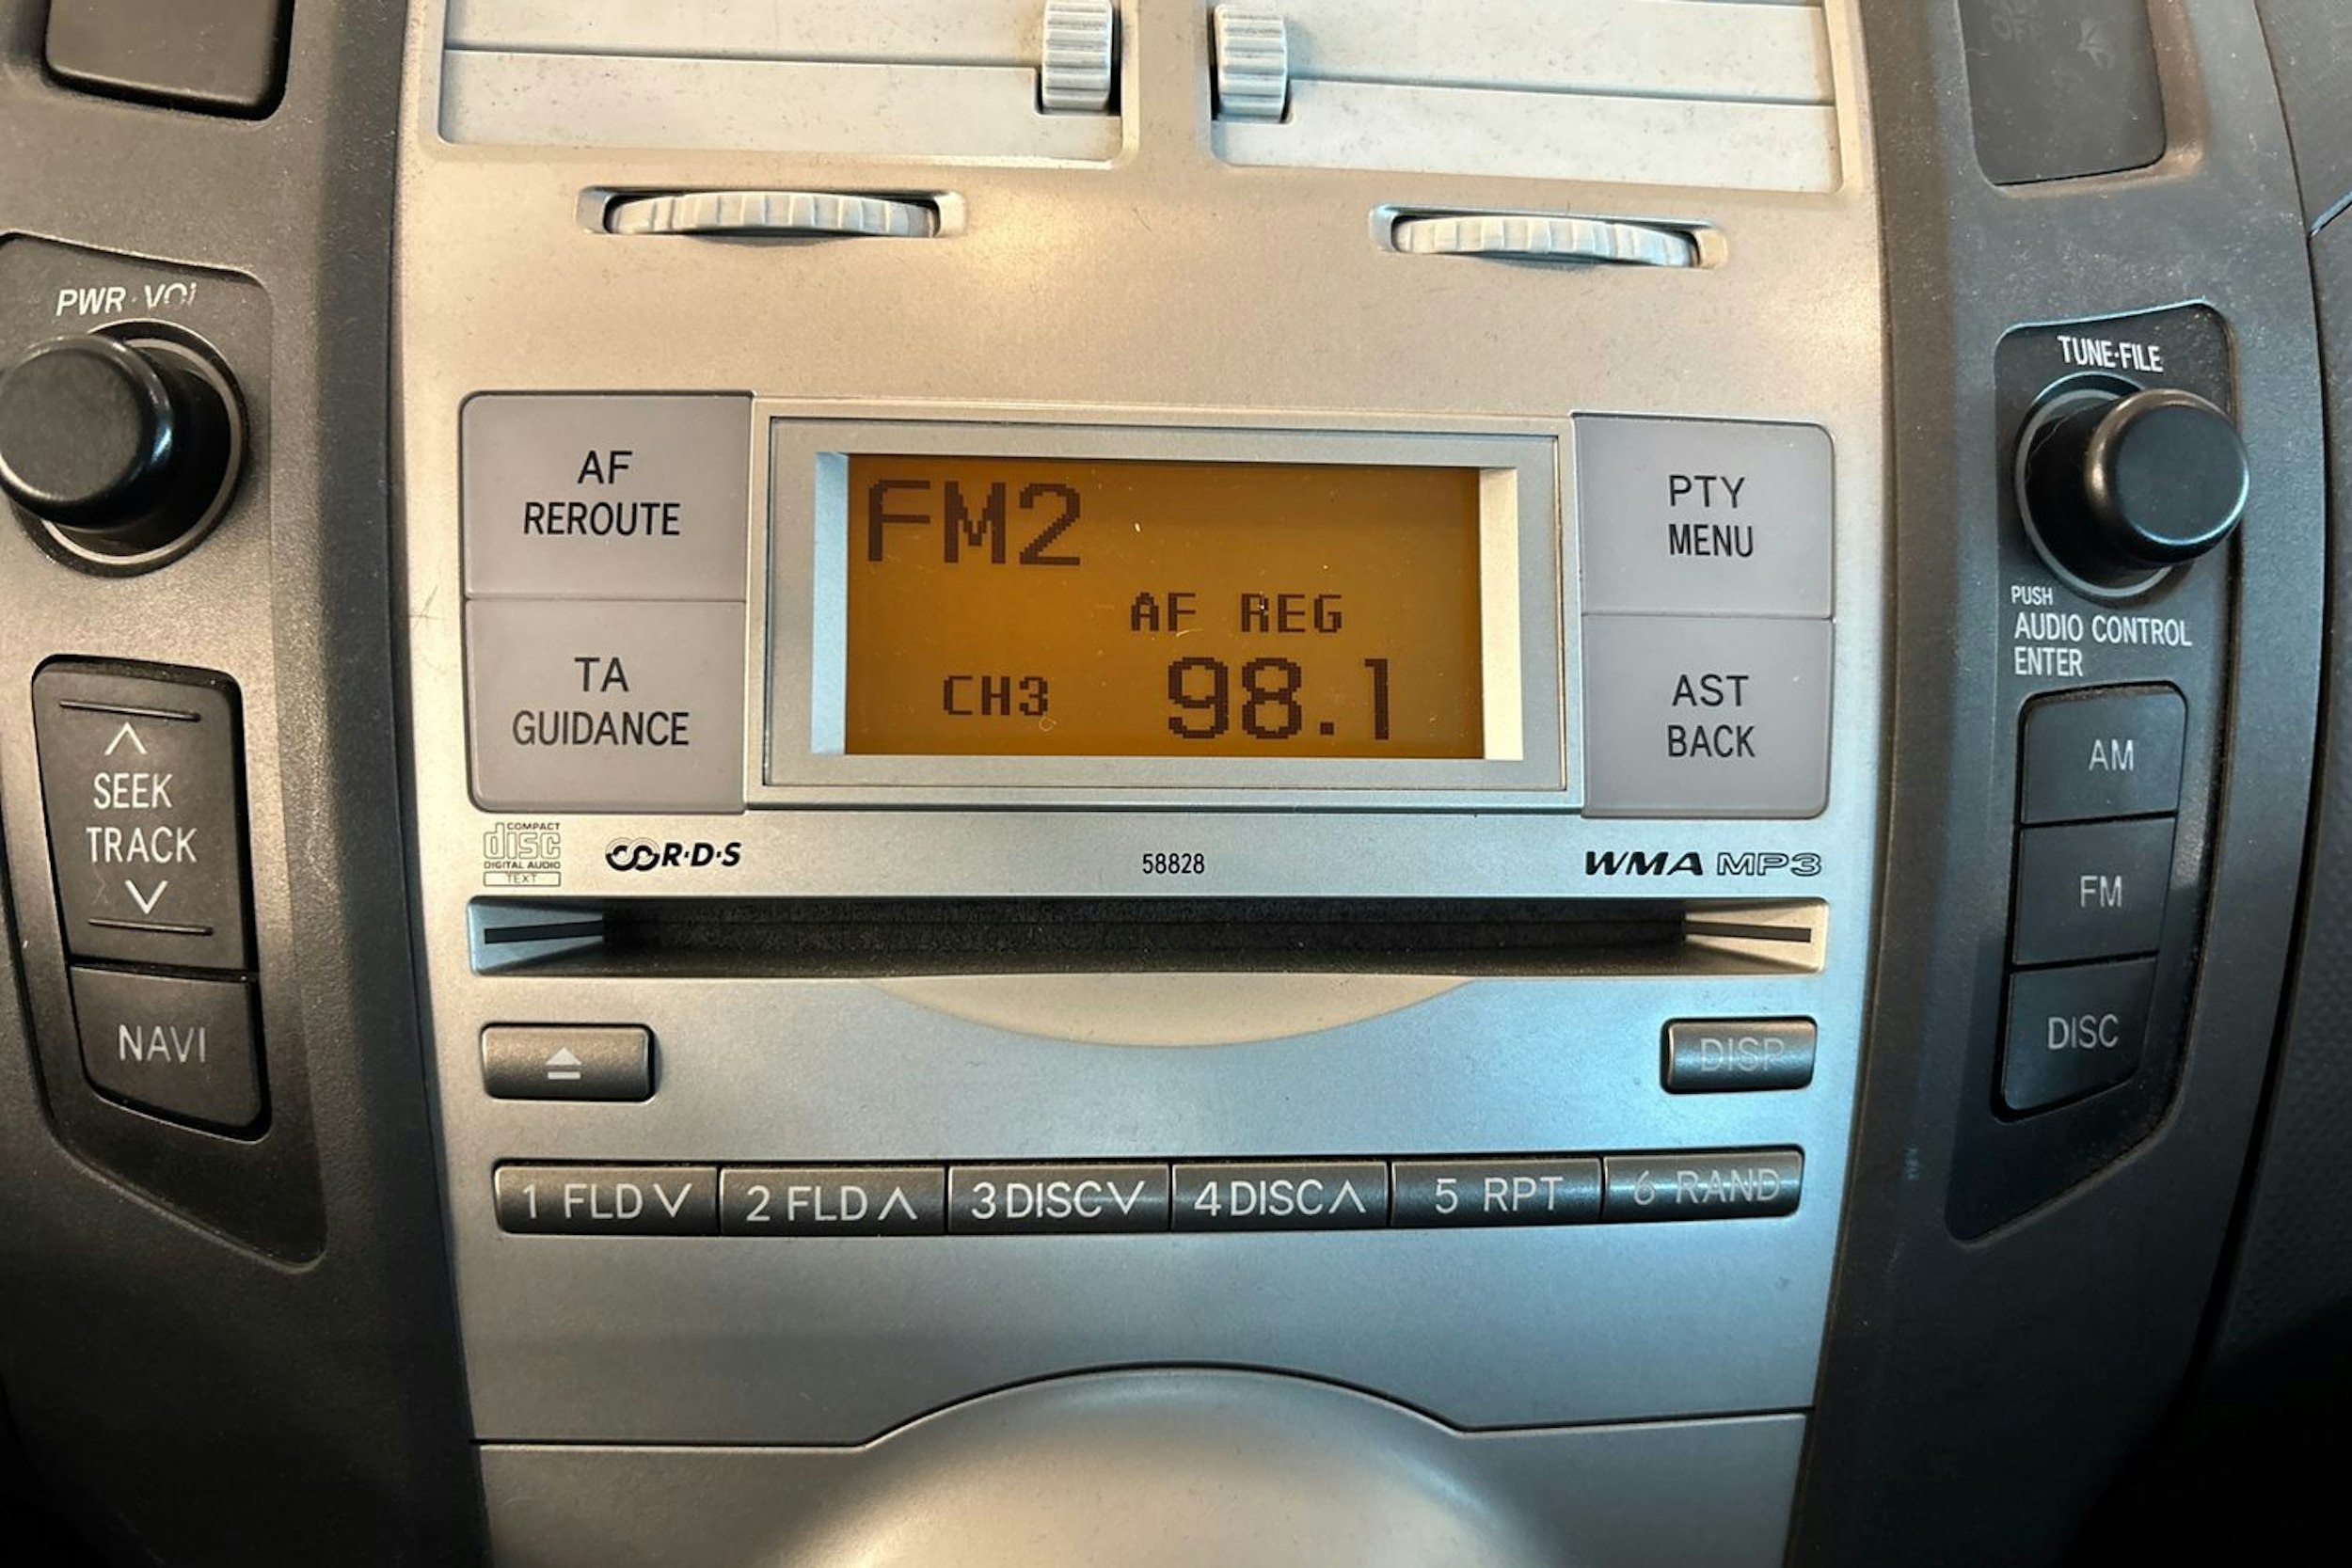 PWR·VOL
TUNE·FILE
AF
REROUTE
FM2
PTY
MENU
AF REG
PUSH
AUDIO CONTROL
ENTER
TA
GUIDANCE
CH3 98.1
AST
BACK
AM
SEEK
TRACK
COMPACT
disc
DIGITAL AUDIO
TEXT
R·D·S
58828
WMA MP3
FM
NAVI
DISP
DISC
1 FLD ∨
2 FLD ∧
3 DISC ∨
4 DISC ∧
5 RPT
6 RAND